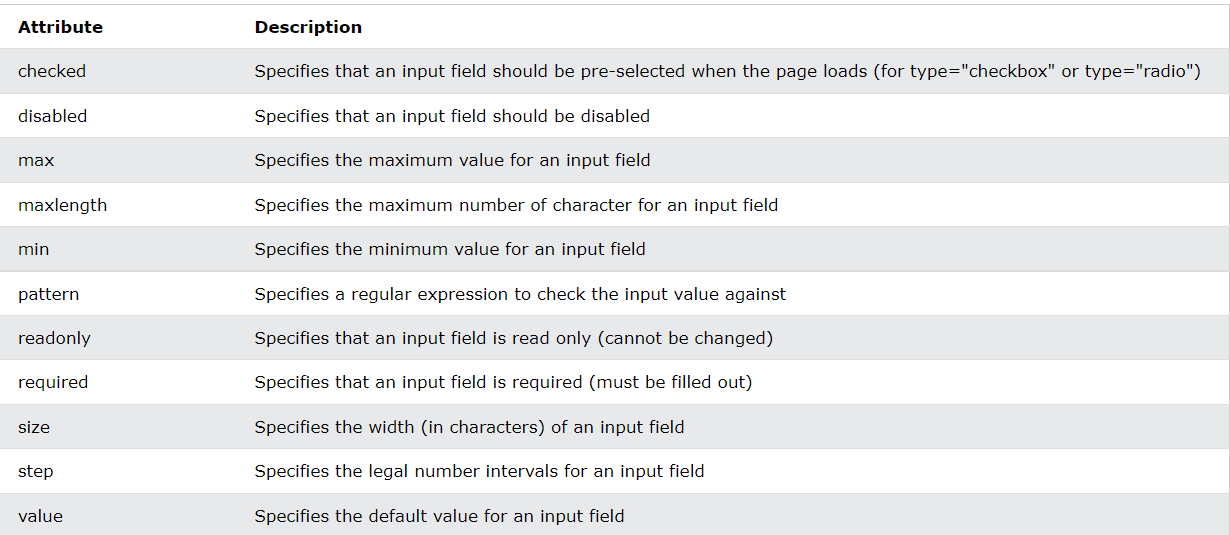 Attribute Description
checked Specifies that an input field should be pre-selected when the page loads (for type="checkbox" or type="radio")
disabled Specifies that an input field should be disabled
max Specifies the maximum value for an input field
maxlength Specifies the maximum number of character for an input field
min Specifies the minimum value for an input field
pattern Specifies a regular expression to check the input value against
readonly Specifies that an input field is read only (cannot be changed)
required Specifies that an input field is required (must be filled out)
size Specifies the width (in characters) of an input field
step Specifies the legal number intervals for an input field
value Specifies the default value for an input field